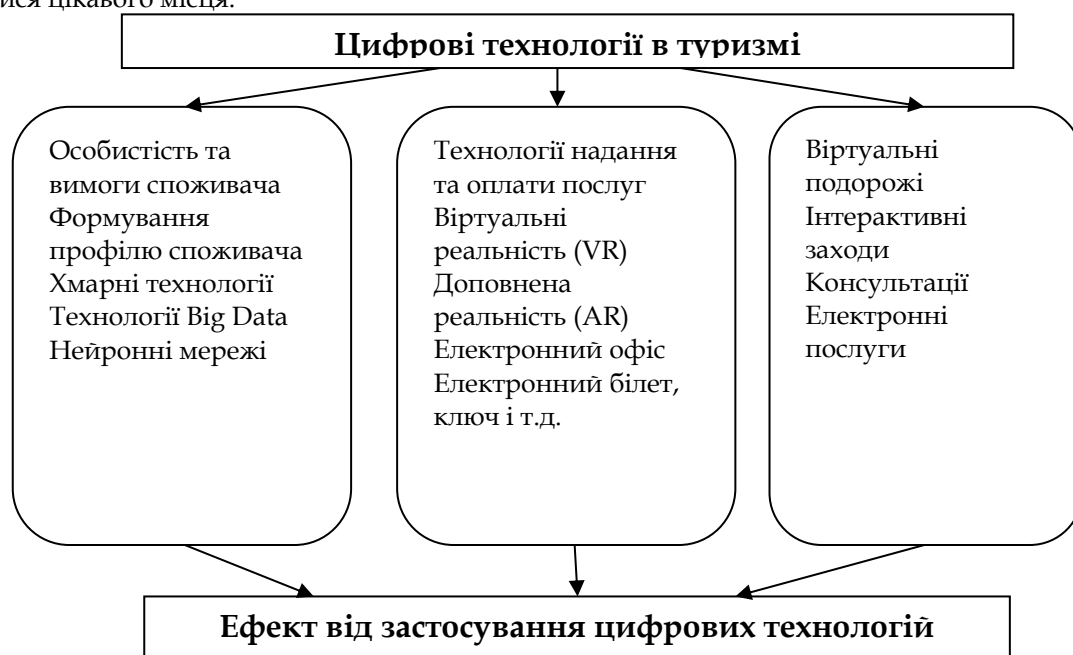 цікавого місця.
Цифрові технології в туризмі
Особистість та
вимоги споживача
Формування
профілю споживача
Хмарні технології
Технології Big Data
Нейронні мережі
Технології надання
та оплати послуг
Віртуальні
реальність (VR)
Доповнена
реальність (AR)
Електронний офіс
Електронний білет,
ключ і т.д.
Віртуальні
подорожі
Інтерактивні
заходи
Консультації
Електронні
послуги
Ефект від застосування цифрових технологій